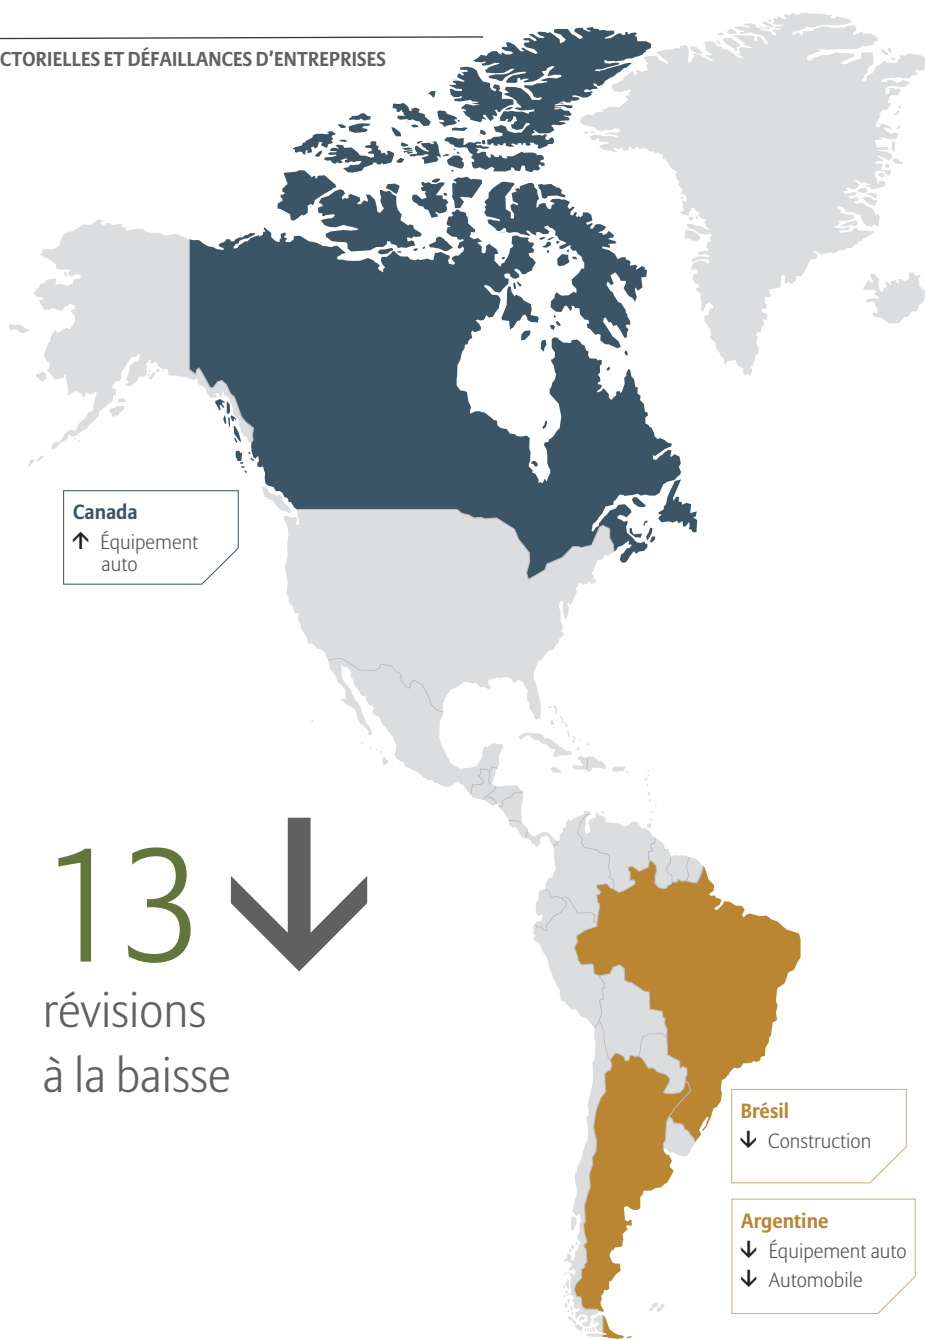 CTORIELLES ET DÉFAILLANCES D’ENTREPRISES
Canada
↑ Équipement
auto
13 ↓
révisions
à la baisse
Brésil
↓ Construction
Argentine
↓ Équipement auto
↓ Automobile